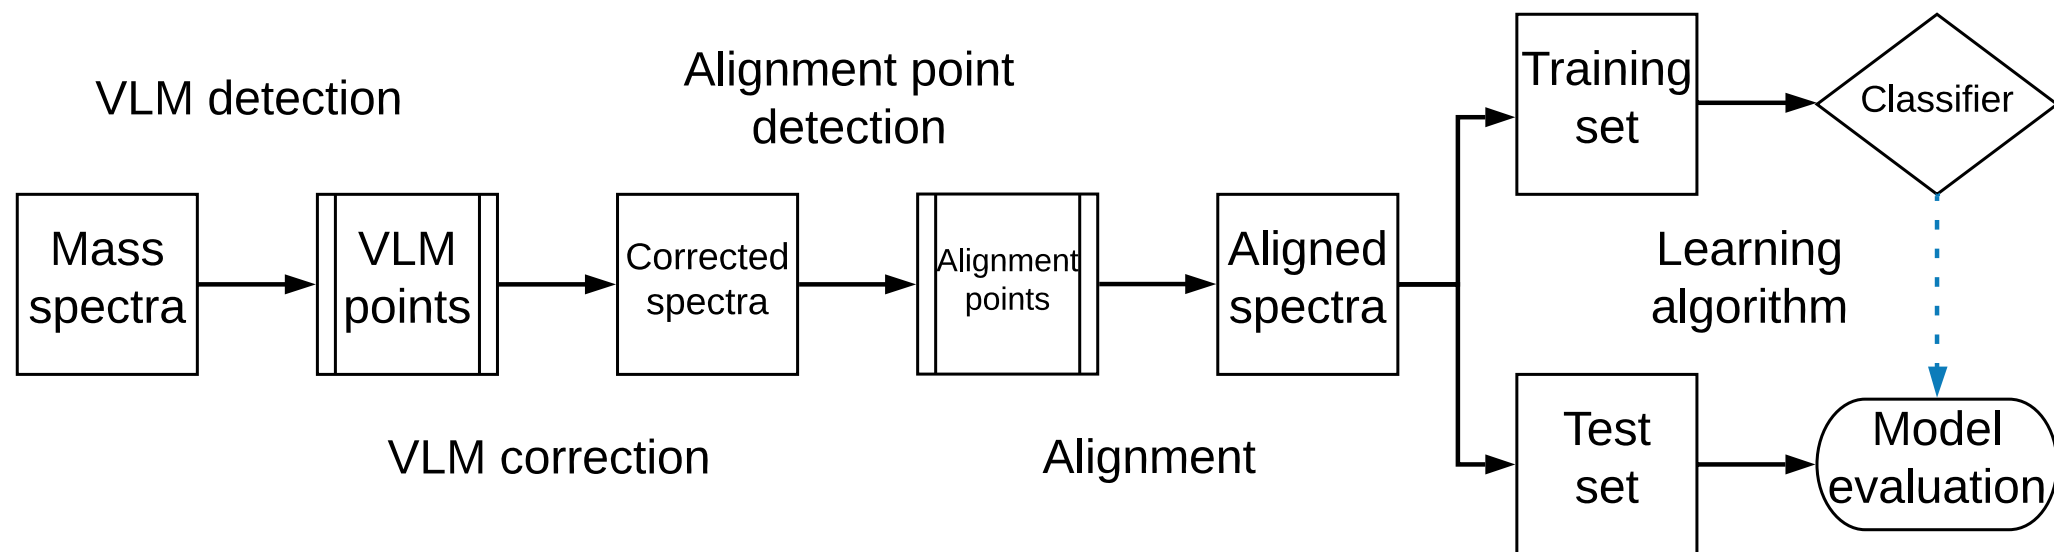 VLM detection
Alignment point
detection
Mass
spectra
VLM
points
Corrected
spectra
Alignment
points
Aligned
spectra
VLM correction
Alignment
Training
set
Classifier
Learning
algorithm
Test
set
Model
evaluation